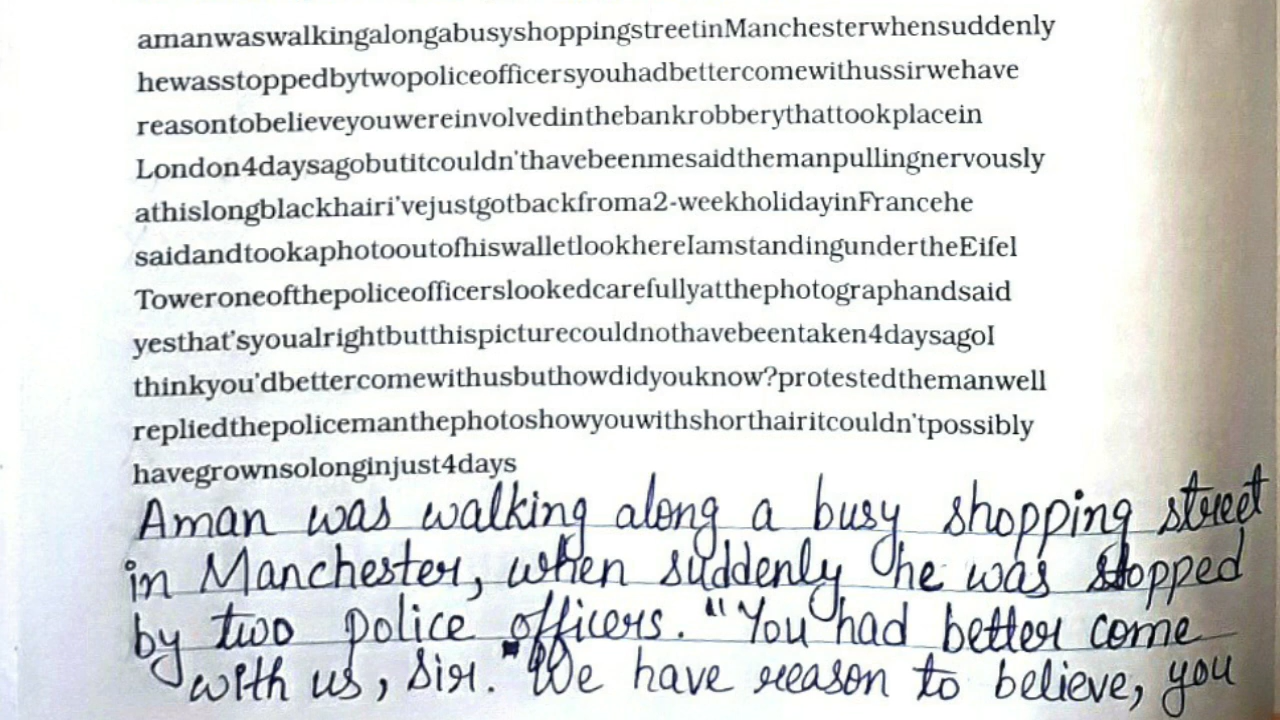 amanwaswalkingalongabusyshoppingstreetinManchesterwhensuddenly
hewasstoppedbytwopoliceofficersyouhadbettercomewithussirwehave
reasontobelieveyouwereinvolvedinthebankrobberythattookplacein
London4daysagobutitcouldn'thavebeenmesaidthemanpullingnervously
athislongblackhairi'vejustgotbackfroma2-weekholidayinFrancehe
saidandtookaphotooutofhiswalletlookhereIamstandingundertheEifel
Toweroneofthepoliceofficerslookedcarefullyatthephotographandsaid
yesthat'syoualrightbutthispicturecouldnothavebeentaken4daysagoI
thinkyou'dbettercomewithusbuthowdidyouknow?protestedthemanwell
repliedthepolicemanthephotoshowyouwithshorthairitcouldn'tpossibly
havegrownsolonginjust4days
Aman was walking along a busy shopping street
in Manchester, when suddenly he was stopped
by two police officers. "You had better come
with us, Sir." We have reason to believe, you